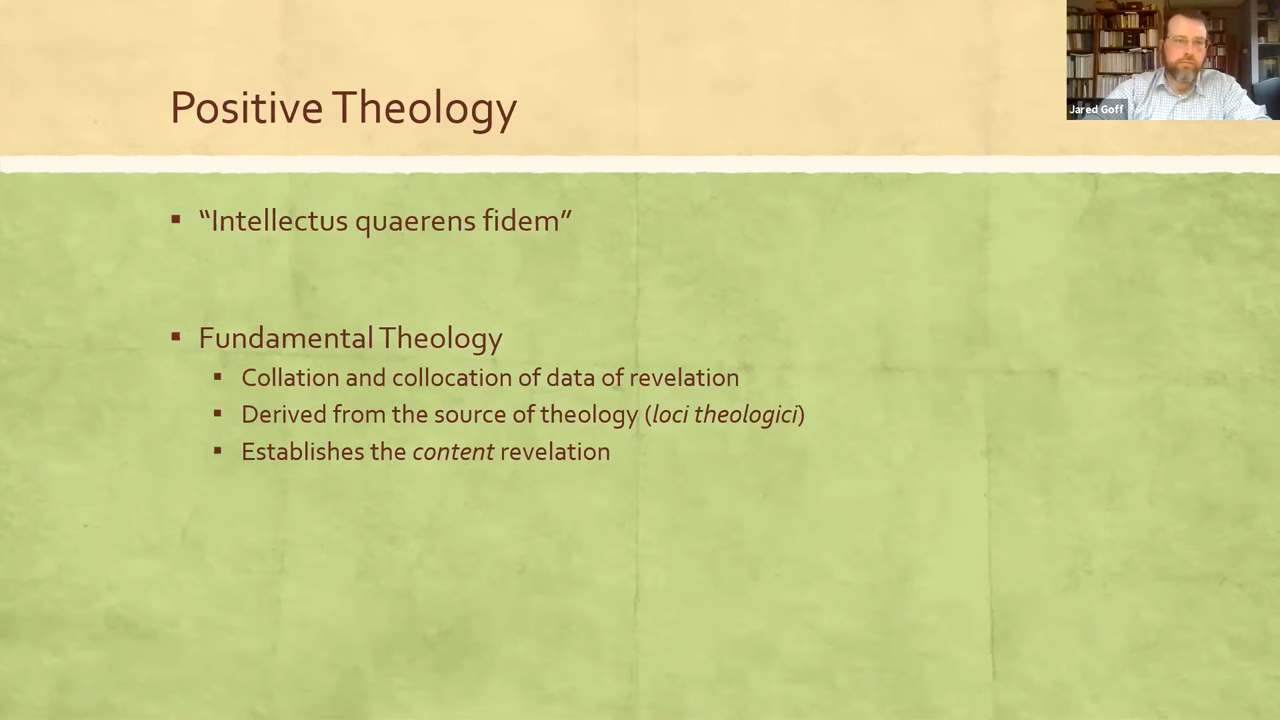 Positive Theology
Jared Goff
“Intellectus quaerens fidem”
Fundamental Theology
Collation and collocation of data of revelation
Derived from the source of theology (loci theologici)
Establishes the content revelation